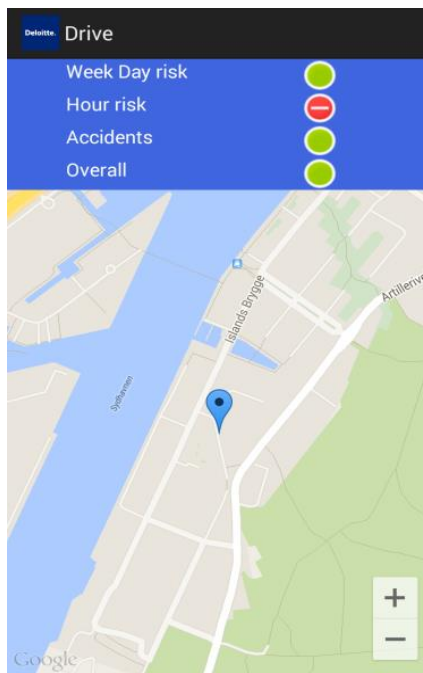 Deloitte.
Drive
Week Day risk
Hour risk
Accidents
Overall
Islands Brygge
Artillerive
Sydhavnen
+
−
Google